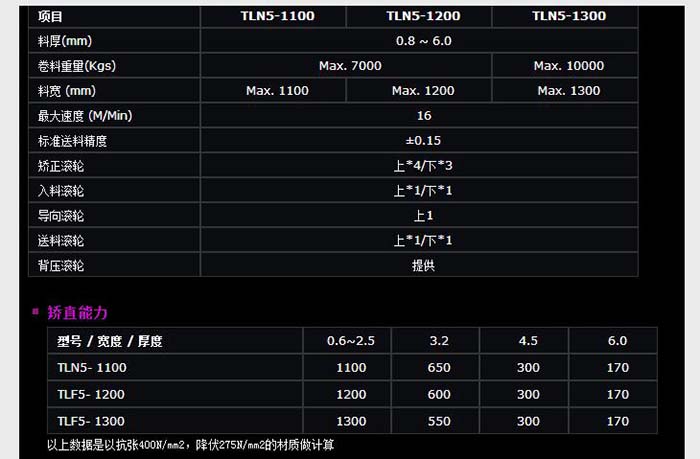 项目 TLN5-1100 TLN5-1200 TLN5-1300
料厚(mm) 0.8 ~ 6.0
卷料重量(Kgs) Max. 7000 Max. 10000
料宽 (mm) Max. 1100 Max. 1200 Max. 1300
最大速度 (M/Min) 16
标准送料精度 ±0.15
矫正滚轮 上*4/下*3
入料滚轮 上*1/下*1
导向滚轮 上1
送料滚轮 上*1/下*1
背压滚轮 提供
矫直能力
型号 / 宽度 / 厚度 0.6~2.5 3.2 4.5 6.0
TLN5- 1100 1100 650 300 170
TLF5- 1200 1200 600 300 170
TLF5- 1300 1300 550 300 170
以上数据是以抗张400N/mm2，降伏275N/mm2的材质做计算